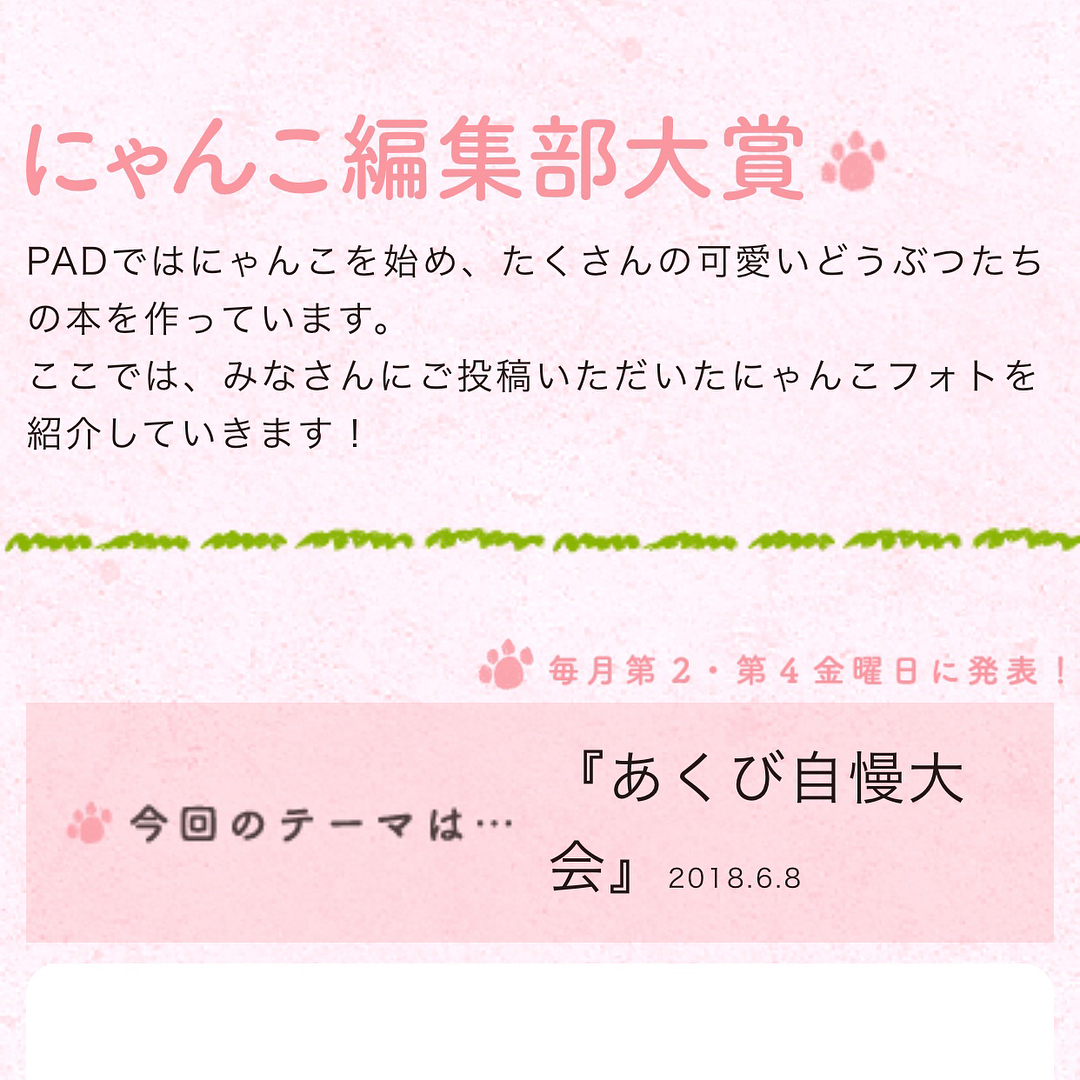 にゃんこ編集部大賞
PADではにゃんこを始め、たくさんの可愛いどうぶつたち
の本を作っています。
ここでは、みなさんにご投稿いただいたにゃんこフォトを
紹介していきます！
毎月第2・第4金曜日に発表！
今回のテーマは…
『あくび自慢大
会』 2018.6.8